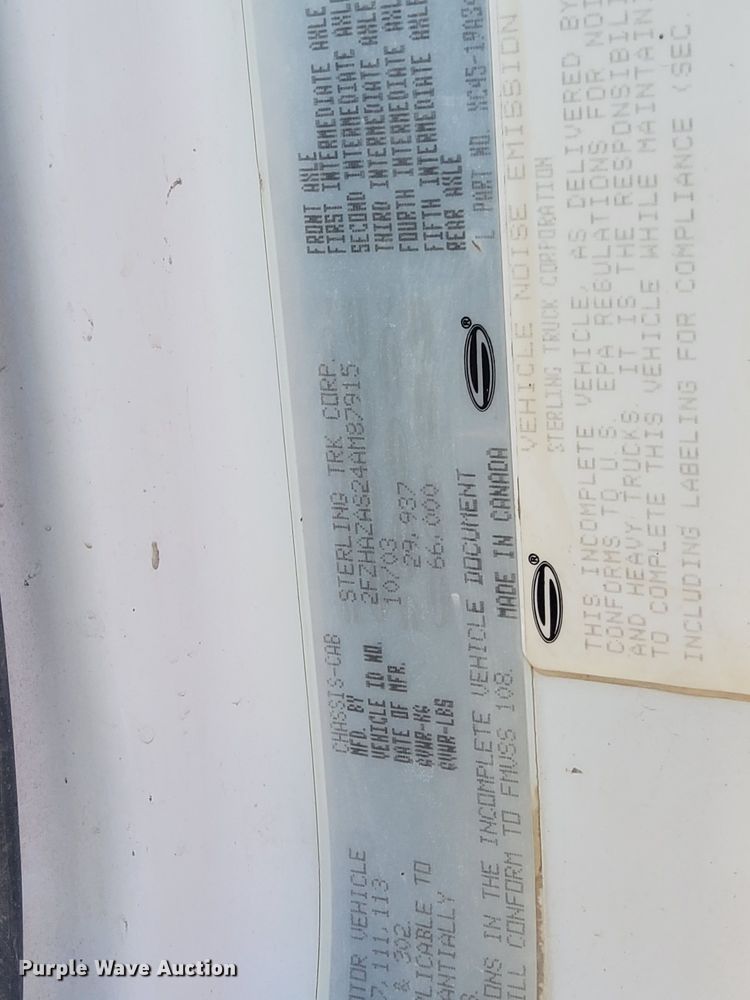 OTOR VEHICLE
7, 111, 113
& 302
PLICABLE TO
ANTIALLY
CHASSIS-CAB
MFD. BY STERLING TRK CORP.
VEHICLE ID NO. 2FZHAZAS24AM87915
DATE OF MFR. 10/03
GVWR-KG 29,937
GVWR-LBS 66,000
ONS IN THE INCOMPLETE VEHICLE DOCUMENT
ILL CONFORM TO FMVSS 108. MADE IN CANADA
FRONT AXLE
FIRST INTERMEDIATE AXLE
SECOND INTERMEDIATE AXLE
THIRD INTERMEDIATE AXLE
FOURTH INTERMEDIATE AXLE
FIFTH INTERMEDIATE AXLE
REAR AXLE
L PART NO. XC45-19A34
VEHICLE NOISE EMISSION
STERLING TRUCK CORPORATION
THIS INCOMPLETE VEHICLE, AS DELIVERED BY
CONFORMS TO U.S. EPA REGULATIONS FOR NOI
AND HEAVY TRUCKS. IT IS THE RESPONSIBILI
TO COMPLETE THIS VEHICLE WHILE MAINTAIN
INCLUDING LABELING FOR COMPLIANCE (SEC.
Purple Wave Auction